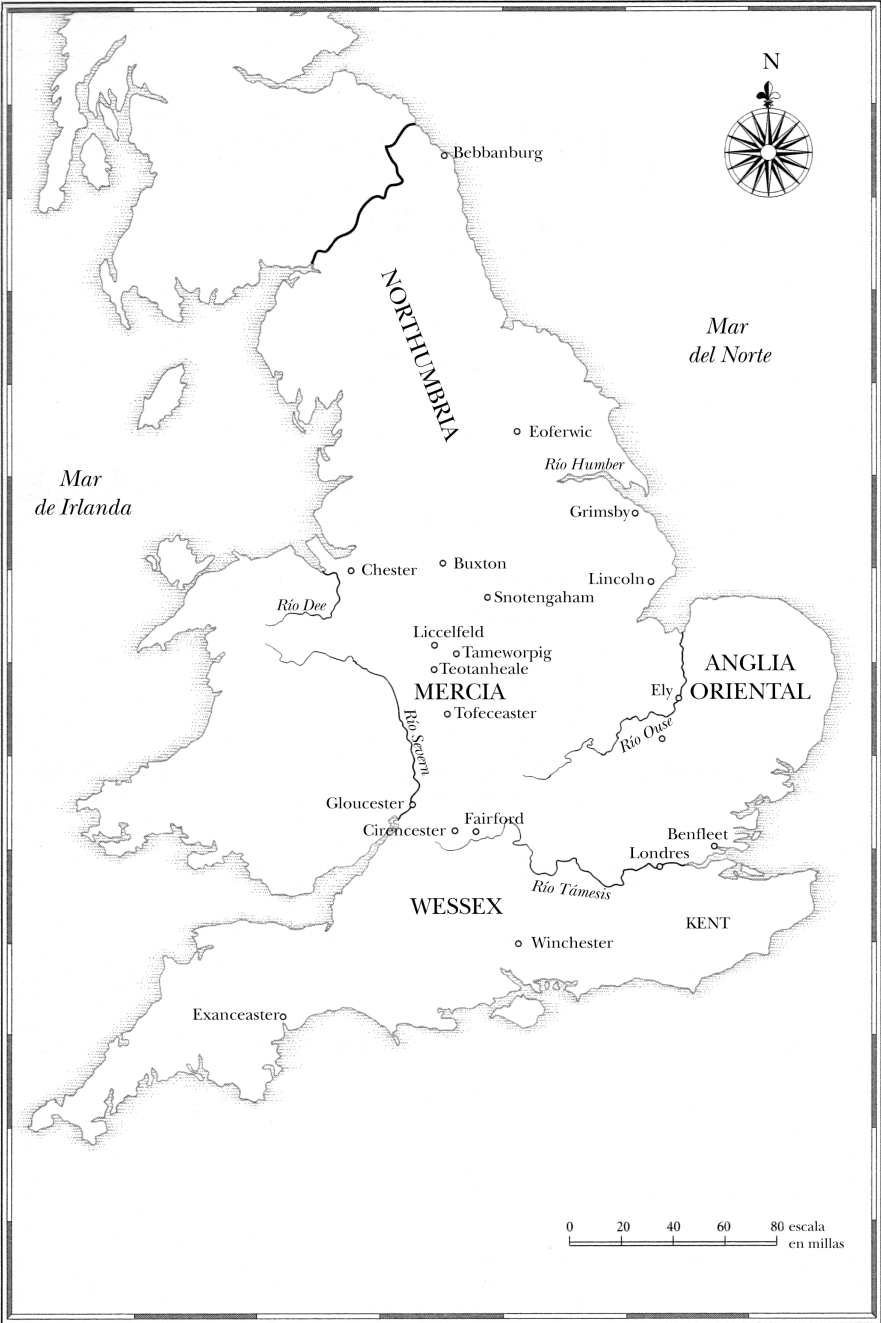 N
Bebbanburg
NORTHUMBRIA
Mar
del Norte
Eoferwic
Río Humber
Mar
de Irlanda
Grimsby
Chester
Buxton
Lincoln
Río Dee
Snotengaham
Liccelfeld
Tameworpig
Teotanheale
ANGLIA
ORIENTAL
MERCIA
Ely
Tofeceaster
Río Severn
Río Ouse
Gloucester
Cirencester
Fairford
Benfleet
Londres
Río Támesis
WESSEX
KENT
Winchester
Exanceaster
0 20 40 60 80 escala
en millas